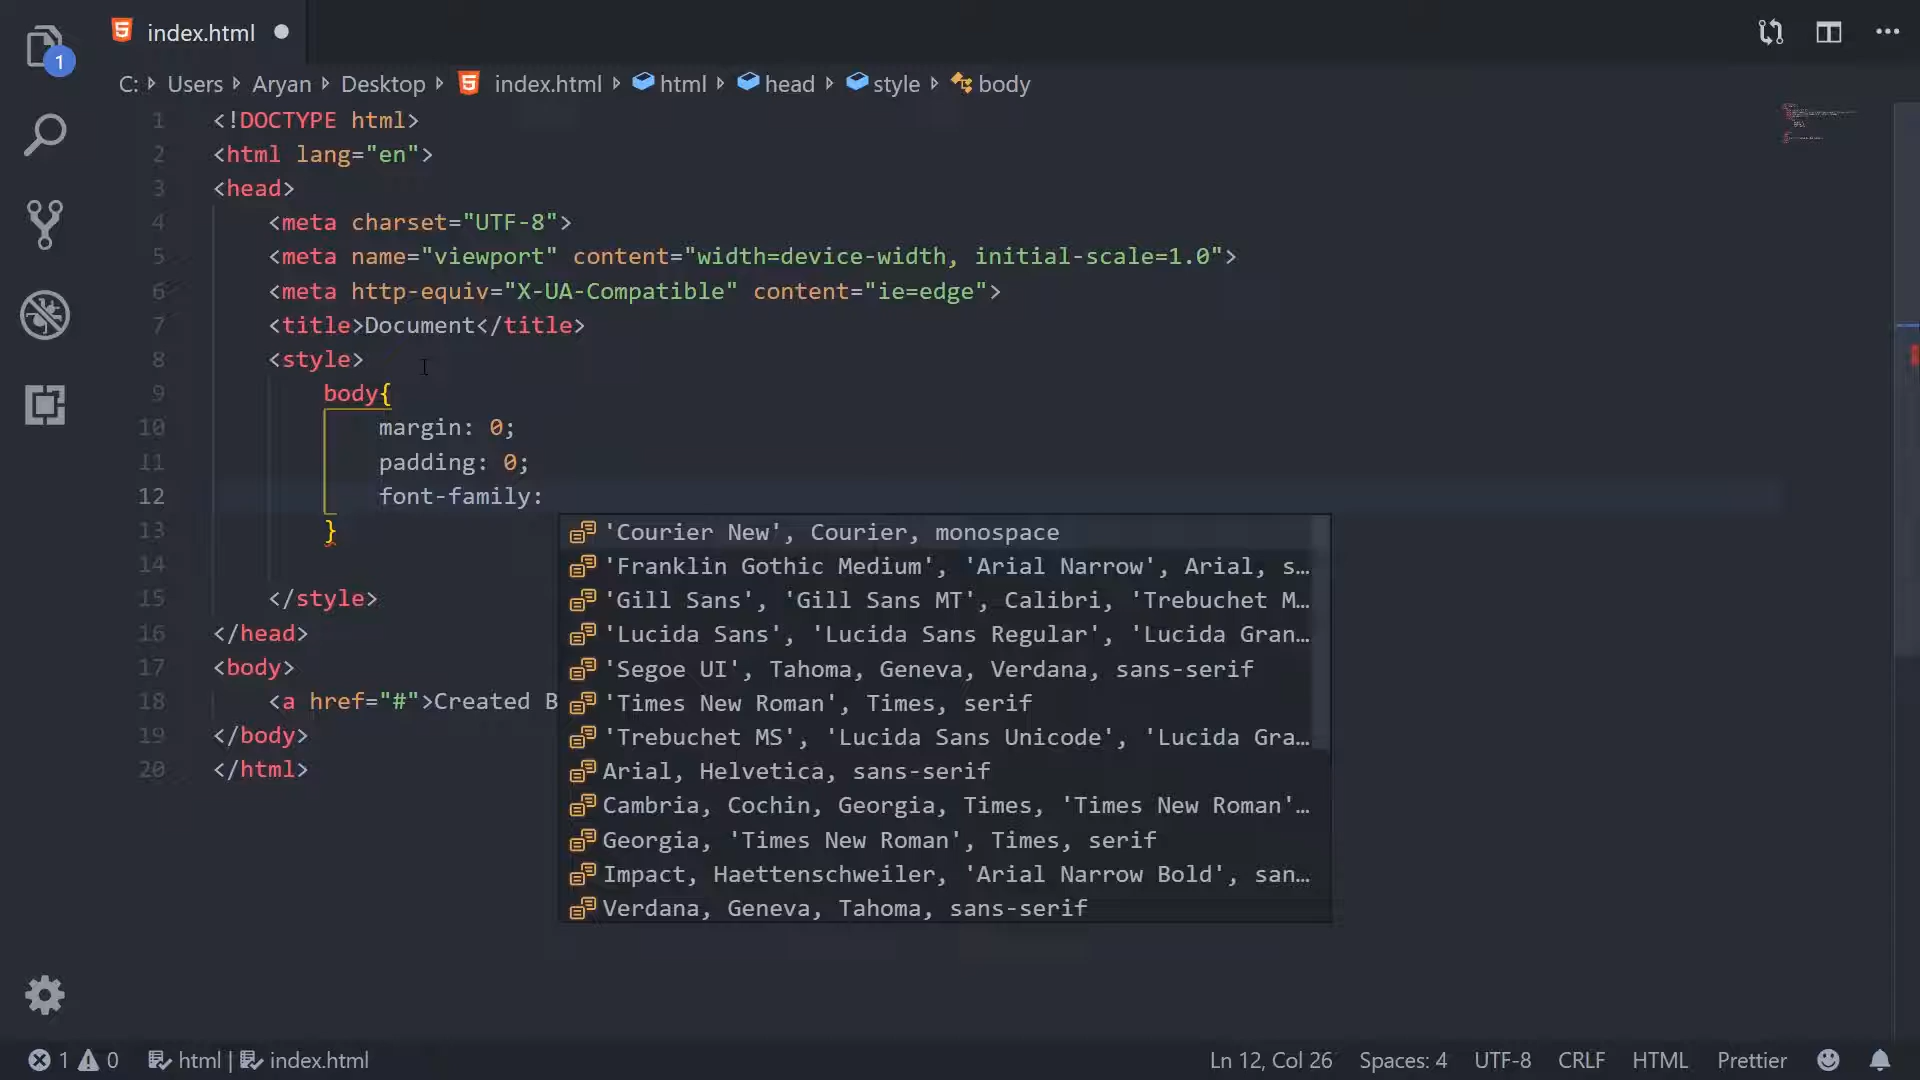 index.html
1
C: Users Aryan Desktop index.html html head style body
1 <!DOCTYPE html>
2 <html lang="en">
3 <head>
4 <meta charset="UTF-8">
5 <meta name="viewport" content="width=device-width, initial-scale=1.0">
6 <meta http-equiv="X-UA-Compatible" content="ie=edge">
7 <title>Document</title>
8 <style>
9 body{
10 margin: 0;
11 padding: 0;
12 font-family:
13 }
14
15 </style>
16 </head>
17 <body>
18 <a href="#">Created B
19 </body>
20 </html>
'Courier New', Courier, monospace
'Franklin Gothic Medium', 'Arial Narrow', Arial, s…
'Gill Sans', 'Gill Sans MT', Calibri, 'Trebuchet M…
'Lucida Sans', 'Lucida Sans Regular', 'Lucida Gran…
'Segoe UI', Tahoma, Geneva, Verdana, sans-serif
'Times New Roman', Times, serif
'Trebuchet MS', 'Lucida Sans Unicode', 'Lucida Gra…
Arial, Helvetica, sans-serif
Cambria, Cochin, Georgia, Times, 'Times New Roman'…
Georgia, 'Times New Roman', Times, serif
Impact, Haettenschweiler, 'Arial Narrow Bold', san…
Verdana, Geneva, Tahoma, sans-serif
1 0 html | index.html Ln 12, Col 26 Spaces: 4 UTF-8 CRLF HTML Prettier